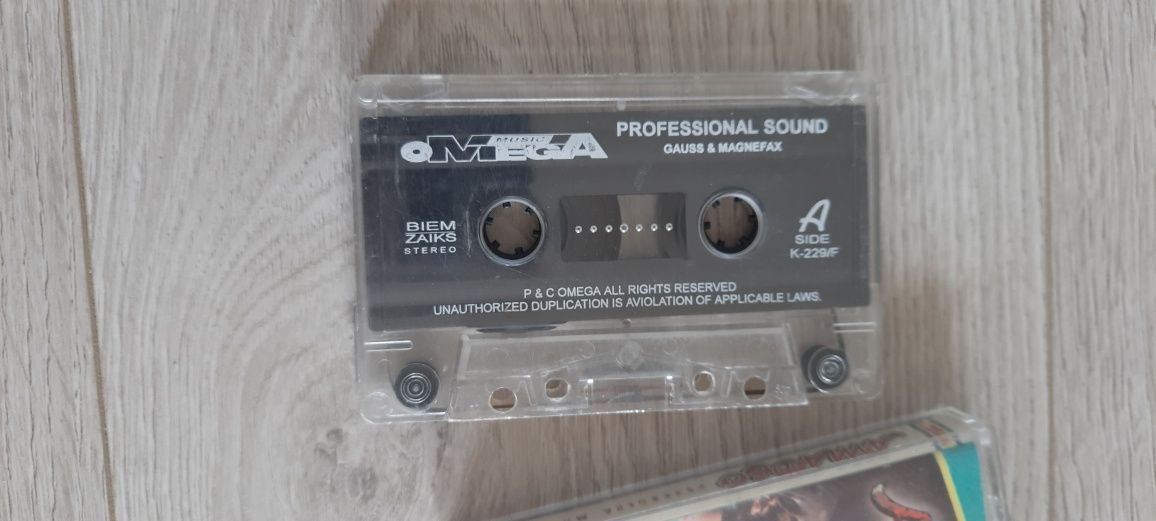 OMEGA MUSIC
PROFESSIONAL SOUND
GAUSS & MAGNEFAX
BIEM
ZAIKS
STEREO
A
SIDE
K-229/F
P & C OMEGA ALL RIGHTS RESERVED
UNAUTHORIZED DUPLICATION IS AVIOLATION OF APPLICABLE LAWS.